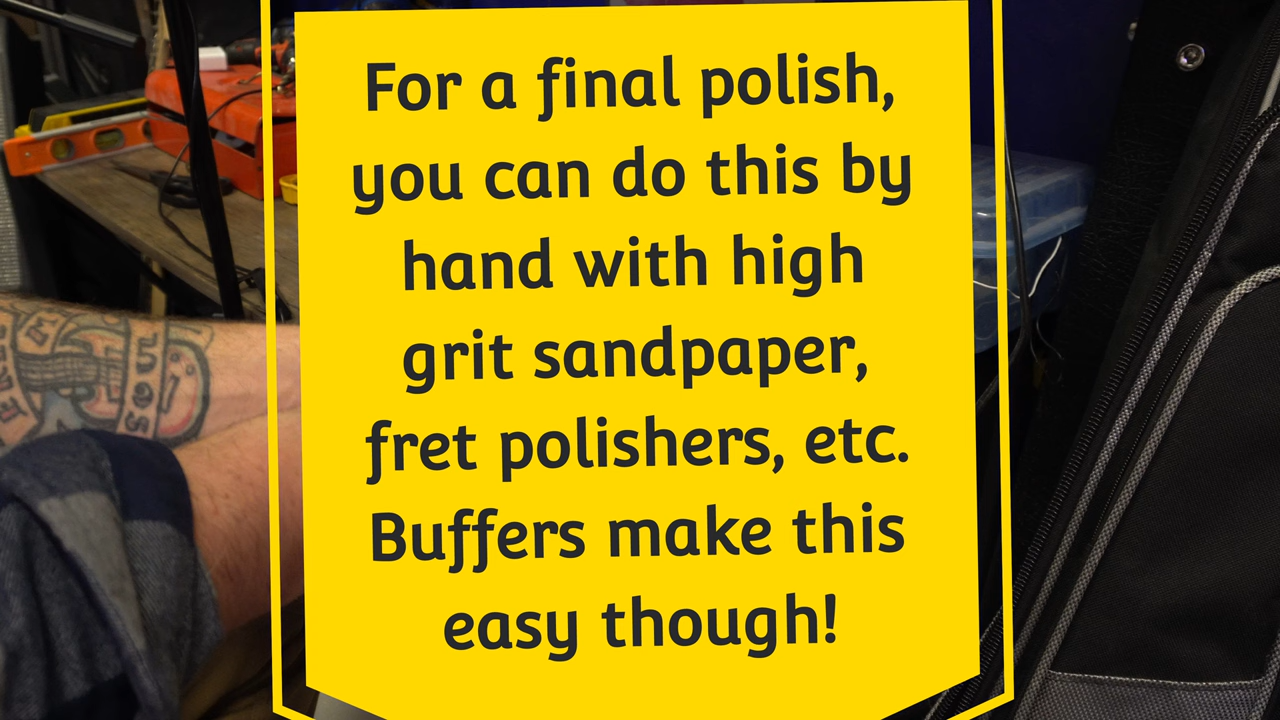 For a final polish,
you can do this by
hand with high
grit sandpaper,
fret polishers, etc.
Buffers make this
easy though!